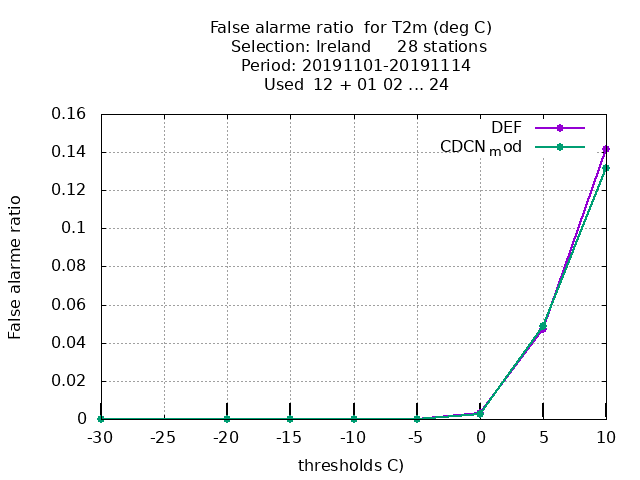 False alarme ratio  for T2m (deg C)
Selection: Ireland     28 stations
Period: 20191101-20191114
Used  12 + 01 02 ... 24
0.16
0.14
0.12
0.1
0.08
0.06
0.04
0.02
0
False alarme ratio
DEF
CDCNmod
-30
-25
-20
-15
-10
-5
0
5
10
thresholds C)